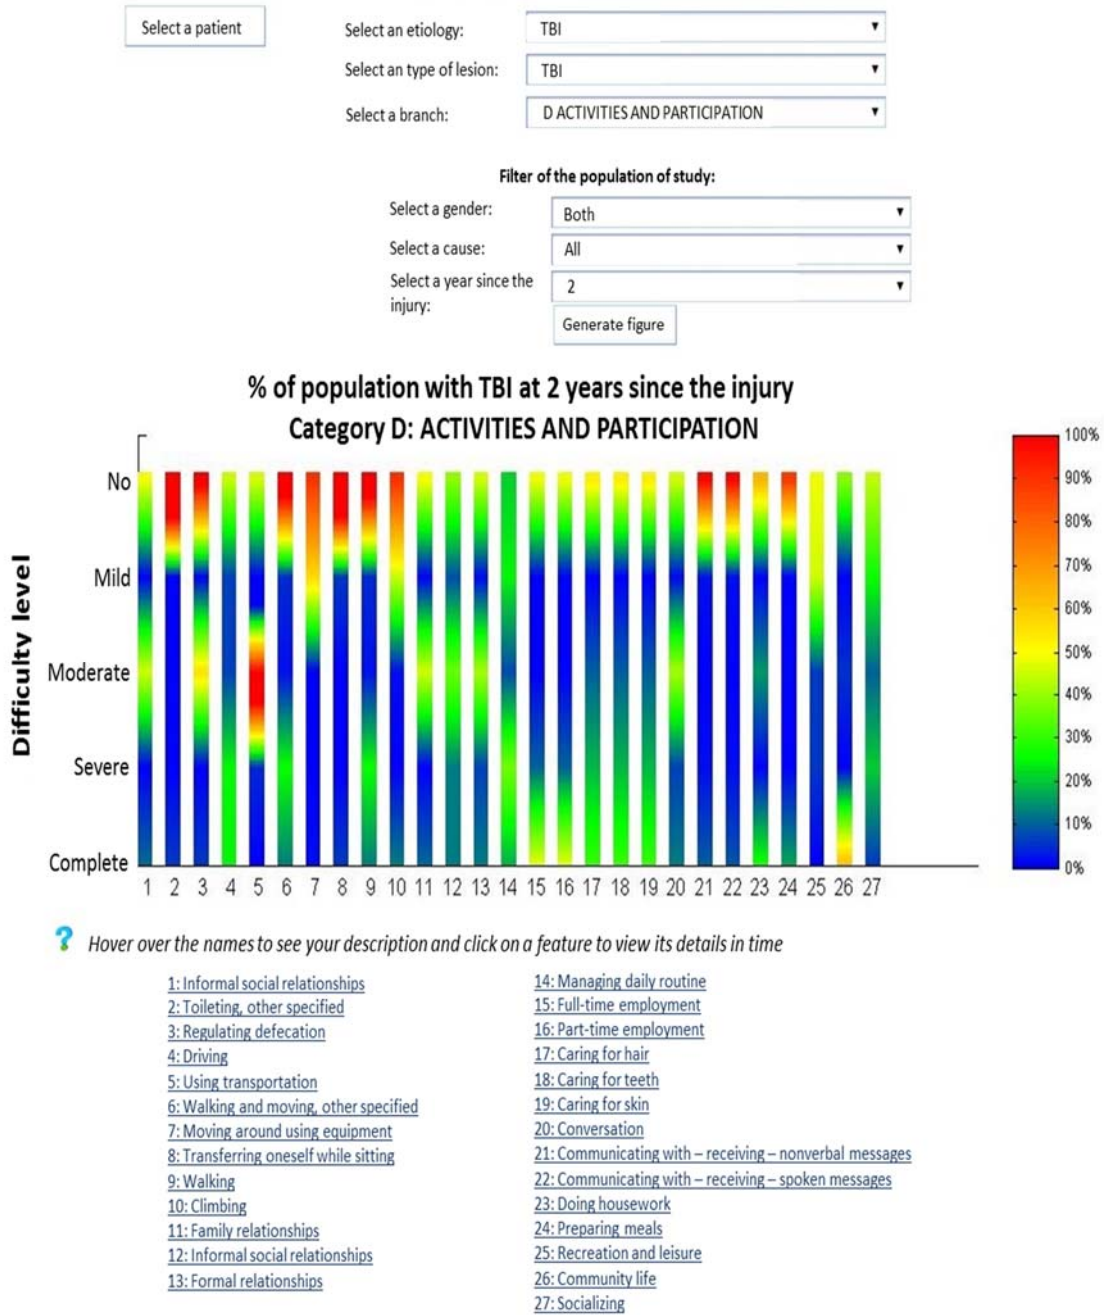 Select a patient
Select an etiology:
TBI
Select an type of lesion:
TBI
Select a branch:
D ACTIVITIES AND PARTICIPATION
Filter of the population of study:
Select a gender:
Both
Select a cause:
All
Select a year since the
injury:
2
Generate figure
% of population with TBI at 2 years since the injury
Category D: ACTIVITIES AND PARTICIPATION
Difficulty level
No
Mild
Moderate
Severe
Complete
1 2 3 4 5 6 7 8 9 10 11 12 13 14 15 16 17 18 19 20 21 22 23 24 25 26 27
100%
90%
80%
70%
60%
50%
40%
30%
20%
10%
0%
? Hover over the names to see your description and click on a feature to view its details in time
1: Informal social relationships
2: Toileting, other specified
3: Regulating defecation
4: Driving
5: Using transportation
6: Walking and moving, other specified
7: Moving around using equipment
8: Transferring oneself while sitting
9: Walking
10: Climbing
11: Family relationships
12: Informal social relationships
13: Formal relationships
14: Managing daily routine
15: Full-time employment
16: Part-time employment
17: Caring for hair
18: Caring for teeth
19: Caring for skin
20: Conversation
21: Communicating with – receiving – nonverbal messages
22: Communicating with – receiving – spoken messages
23: Doing housework
24: Preparing meals
25: Recreation and leisure
26: Community life
27: Socializing